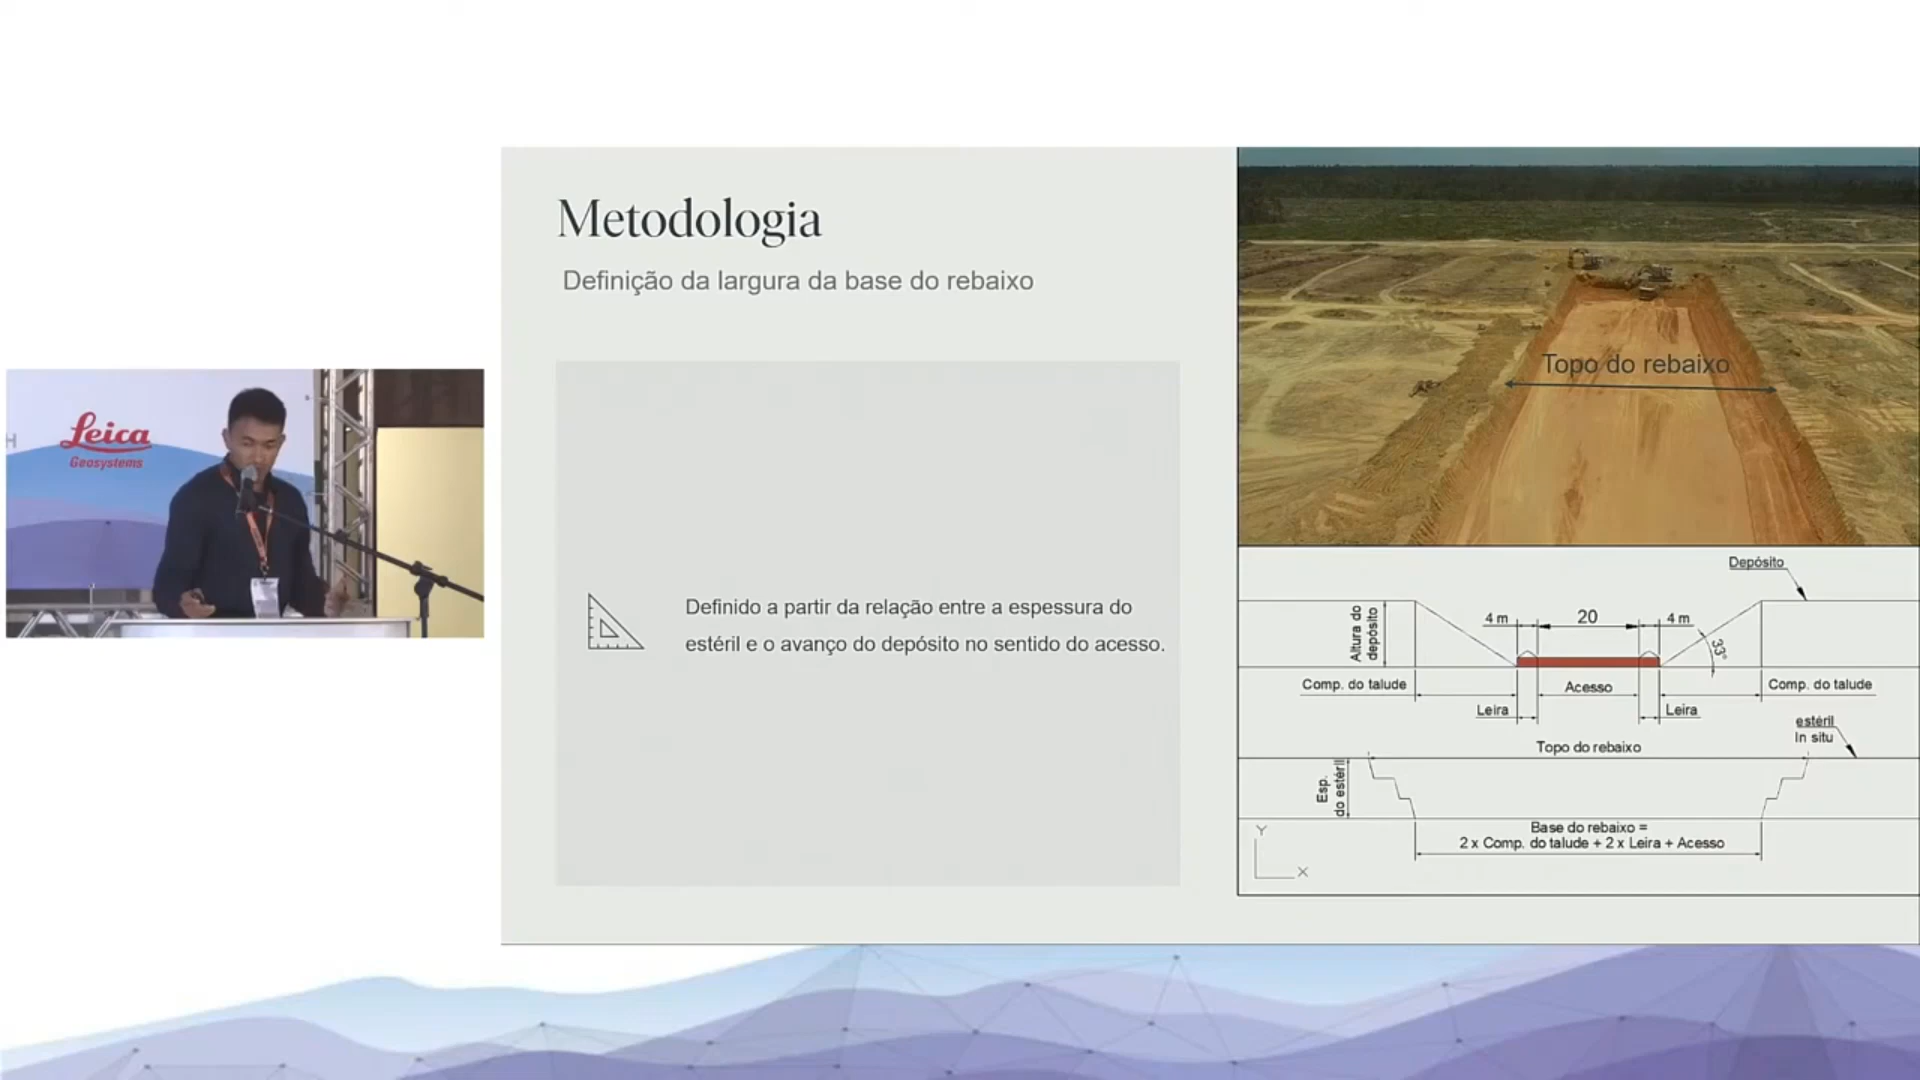 Metodologia
Definição da largura da base do rebaixo
Definido a partir da relação entre a espessura do
estéril e o avanço do depósito no sentido do acesso.
H
Leica
Geosystems
Topo do rebaixo
Depósito
Altura do
depósito
4 m
20
4 m
33°
Comp. do talude
Acesso
Comp. do talude
Leira
Leira
estéril
In situ
Topo do rebaixo
Esp.
do estéril
Base do rebaixo =
2 x Comp. do talude + 2 x Leira + Acesso
Y
X